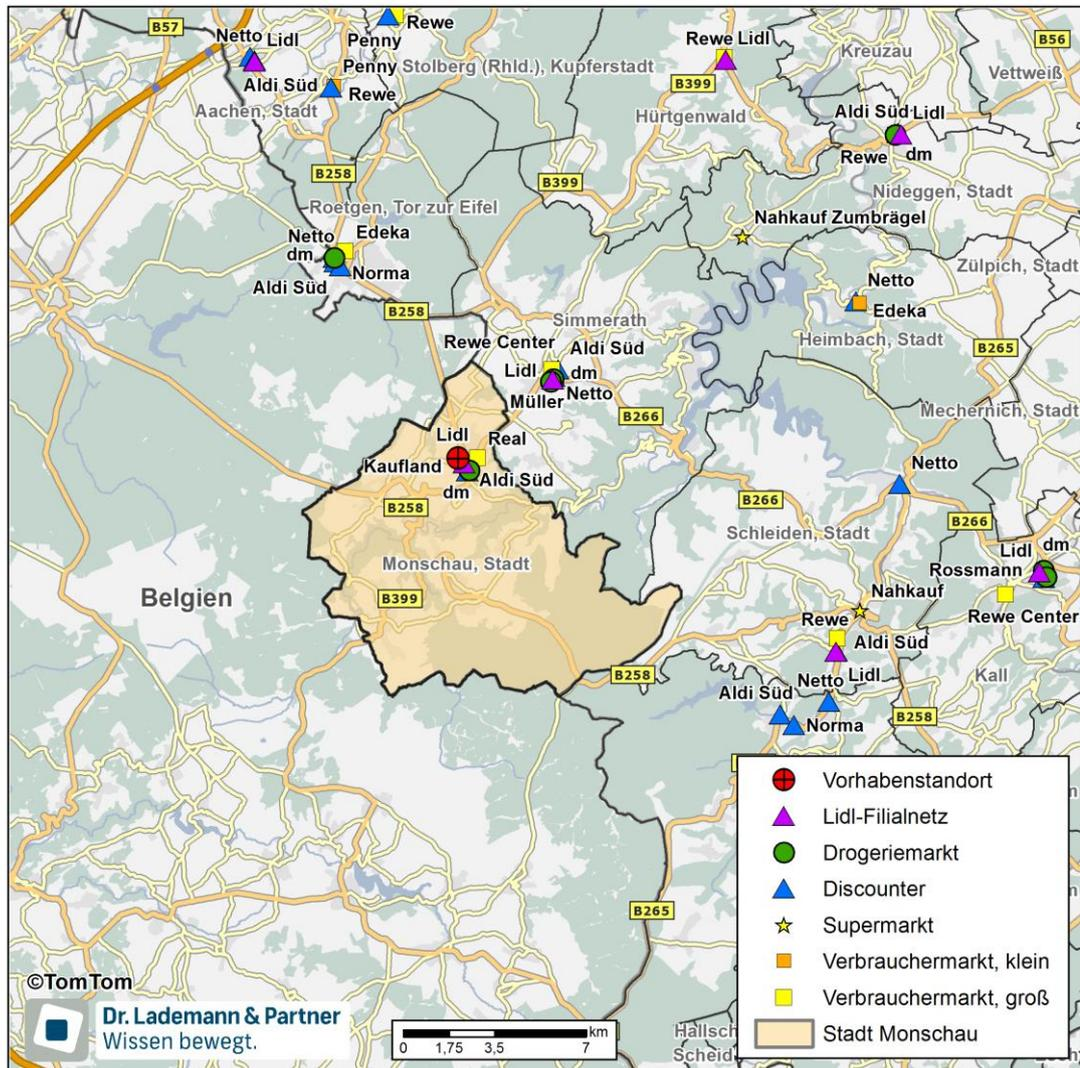 B57
Rewe
Netto Lidl
Penny
Rewe Lidl
Kreuzau
B56
Penny
Stolberg (Rhld.), Kupferstadt
Vettweiß
Aldi Süd
Rewe
B399
Aachen, Stadt
Hürtgenwald
Aldi Süd Lidl
Rewe
dm
B258
B399
Nideggen, Stadt
Roetgen, Tor zur Eifel
Nahkauf Zumbrägel
Netto
Edeka
dm
Norma
Zülpich, Stadt
Aldi Süd
Netto
Edeka
B258
Simmerath
Heimbach, Stadt
Rewe Center
Aldi Süd
B265
Lidl
dm
Müller
Netto
B266
Mechernich, Stadt
Lidl
Real
Kaufland
Aldi Süd
dm
Netto
B258
B266
B266
Schleiden, Stadt
Lidl
dm
Monschau, Stadt
Rossmann
Belgien
B399
Nahkauf
Rewe
Rewe Center
Aldi Süd
B258
Netto
Lidl
Kall
Aldi Süd
Norma
B258
Vorhabenstandort
Lidl-Filialnetz
Drogeriemarkt
Discounter
Supermarkt
B265
Verbrauchermarkt, klein
Verbrauchermarkt, groß
Stadt Monschau
©TomTom
Dr. Lademann & Partner
Wissen bewegt.
km
0 1,75 3,5 7